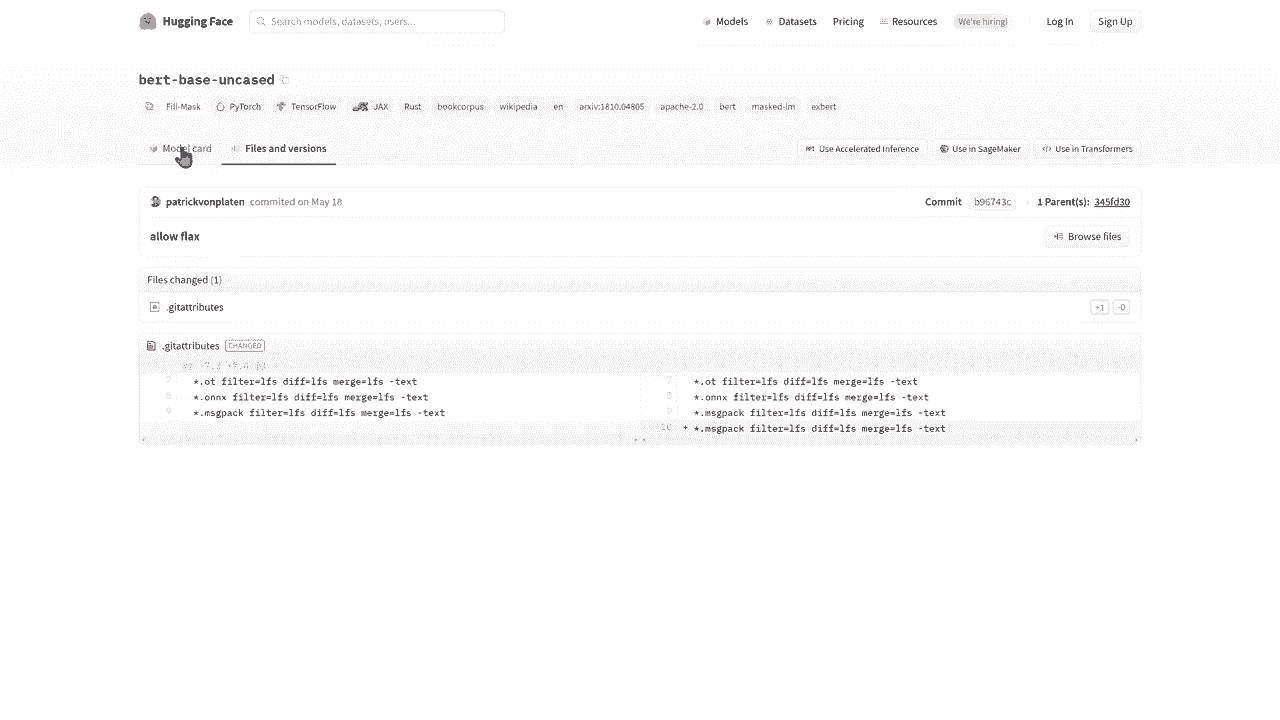 Hugging Face Search models, datasets, users... Models Datasets Pricing Resources We're hiring! Log In Sign Up
bert-base-uncased
Fill-Mask PyTorch TensorFlow JAX Rust bookcorpus wikipedia en arxiv:1810.04805 apache-2.0 bert masked-lm exbert
Model card Files and versions Use Accelerated Inference Use in SageMaker </> Use in Transformers
patrickvonplaten commited on May 18 Commit b96743c 1 Parent(s): 345fd30
allow flax Browse files
Files changed (1)
.gitattributes +1 -0
.gitattributes CHANGED
@@ -7,3 +7,4 @@
7 *.ot filter=lfs diff=lfs merge=lfs -text 7 *.ot filter=lfs diff=lfs merge=lfs -text
8 *.onnx filter=lfs diff=lfs merge=lfs -text 8 *.onnx filter=lfs diff=lfs merge=lfs -text
9 *.msgpack filter=lfs diff=lfs merge=lfs -text 9 *.msgpack filter=lfs diff=lfs merge=lfs -text
10 + *.msgpack filter=lfs diff=lfs merge=lfs -text